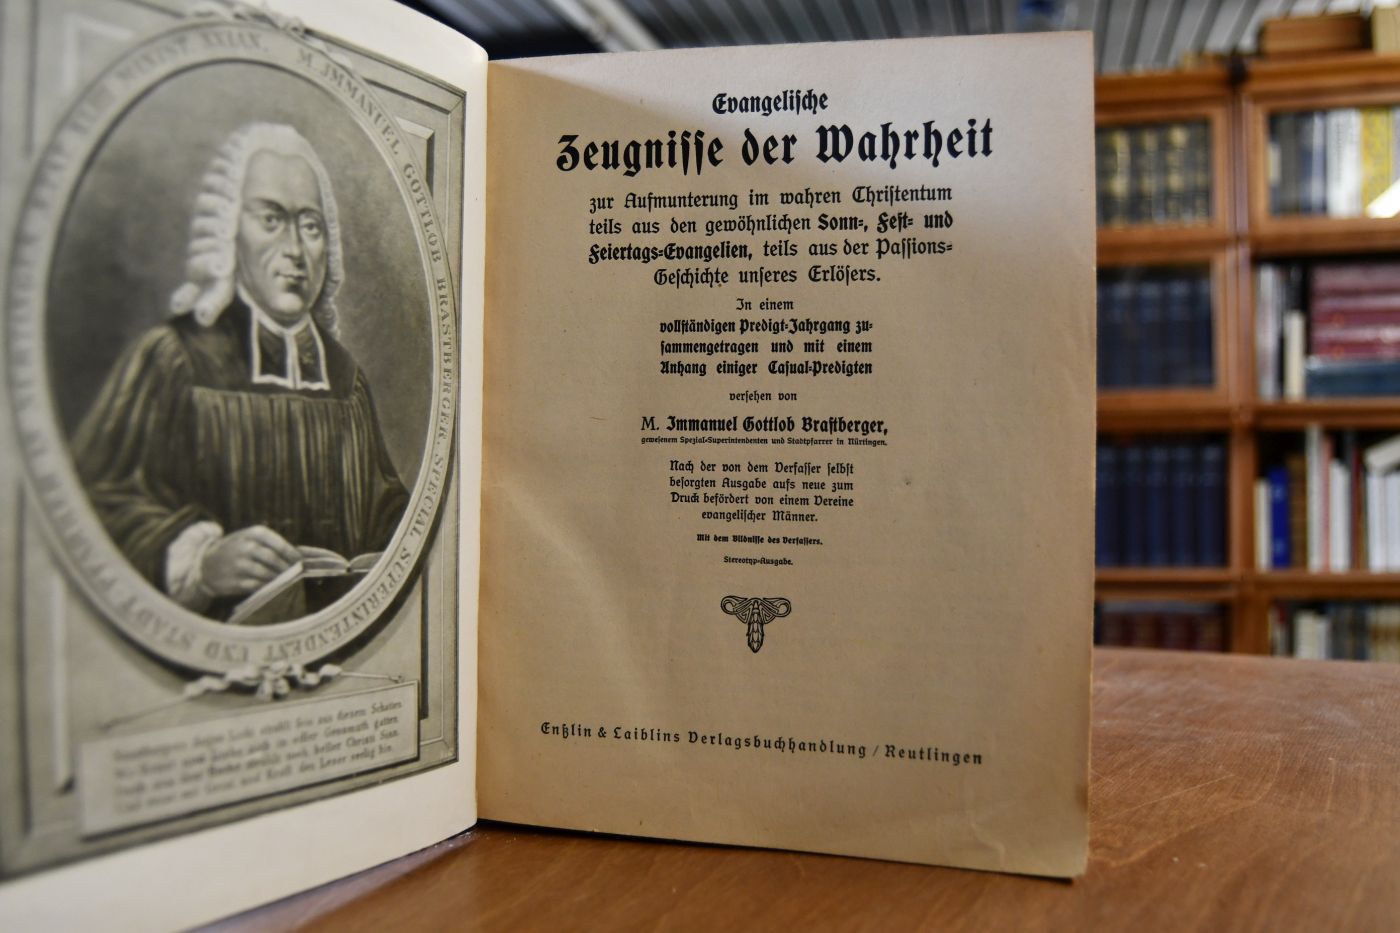 M. IMMANUEL GOTTLOB BRASTBERGER, SPECIAL SUPERINTENDENT UND STADT
Evangelische
Zeugnisse der Wahrheit
zur Aufmunterung im wahren Christentum
teils aus den gewöhnlichen Sonn-, Fest- und
Feiertags-Evangelien, teils aus der Passions-
Geschichte unseres Erlösers.
In einem
vollständigen Predigt-Jahrgang zu-
sammengetragen und mit einem
Anhang einiger Casual-Predigten
versehen von
M. Immanuel Gottlob Brastberger,
gewesenem Spezial-Superintendenten und Stadtpfarrer in Nürtingen.
Nach der von dem Verfasser selbst
besorgten Ausgabe aufs neue zum
Druck befördert von einem Vereine
evangelischer Männer.
Mit dem Bildnisse des Verfassers.
Stereotyp-Ausgabe.
Enßlin & Laiblins Verlagsbuchhandlung / Reutlingen